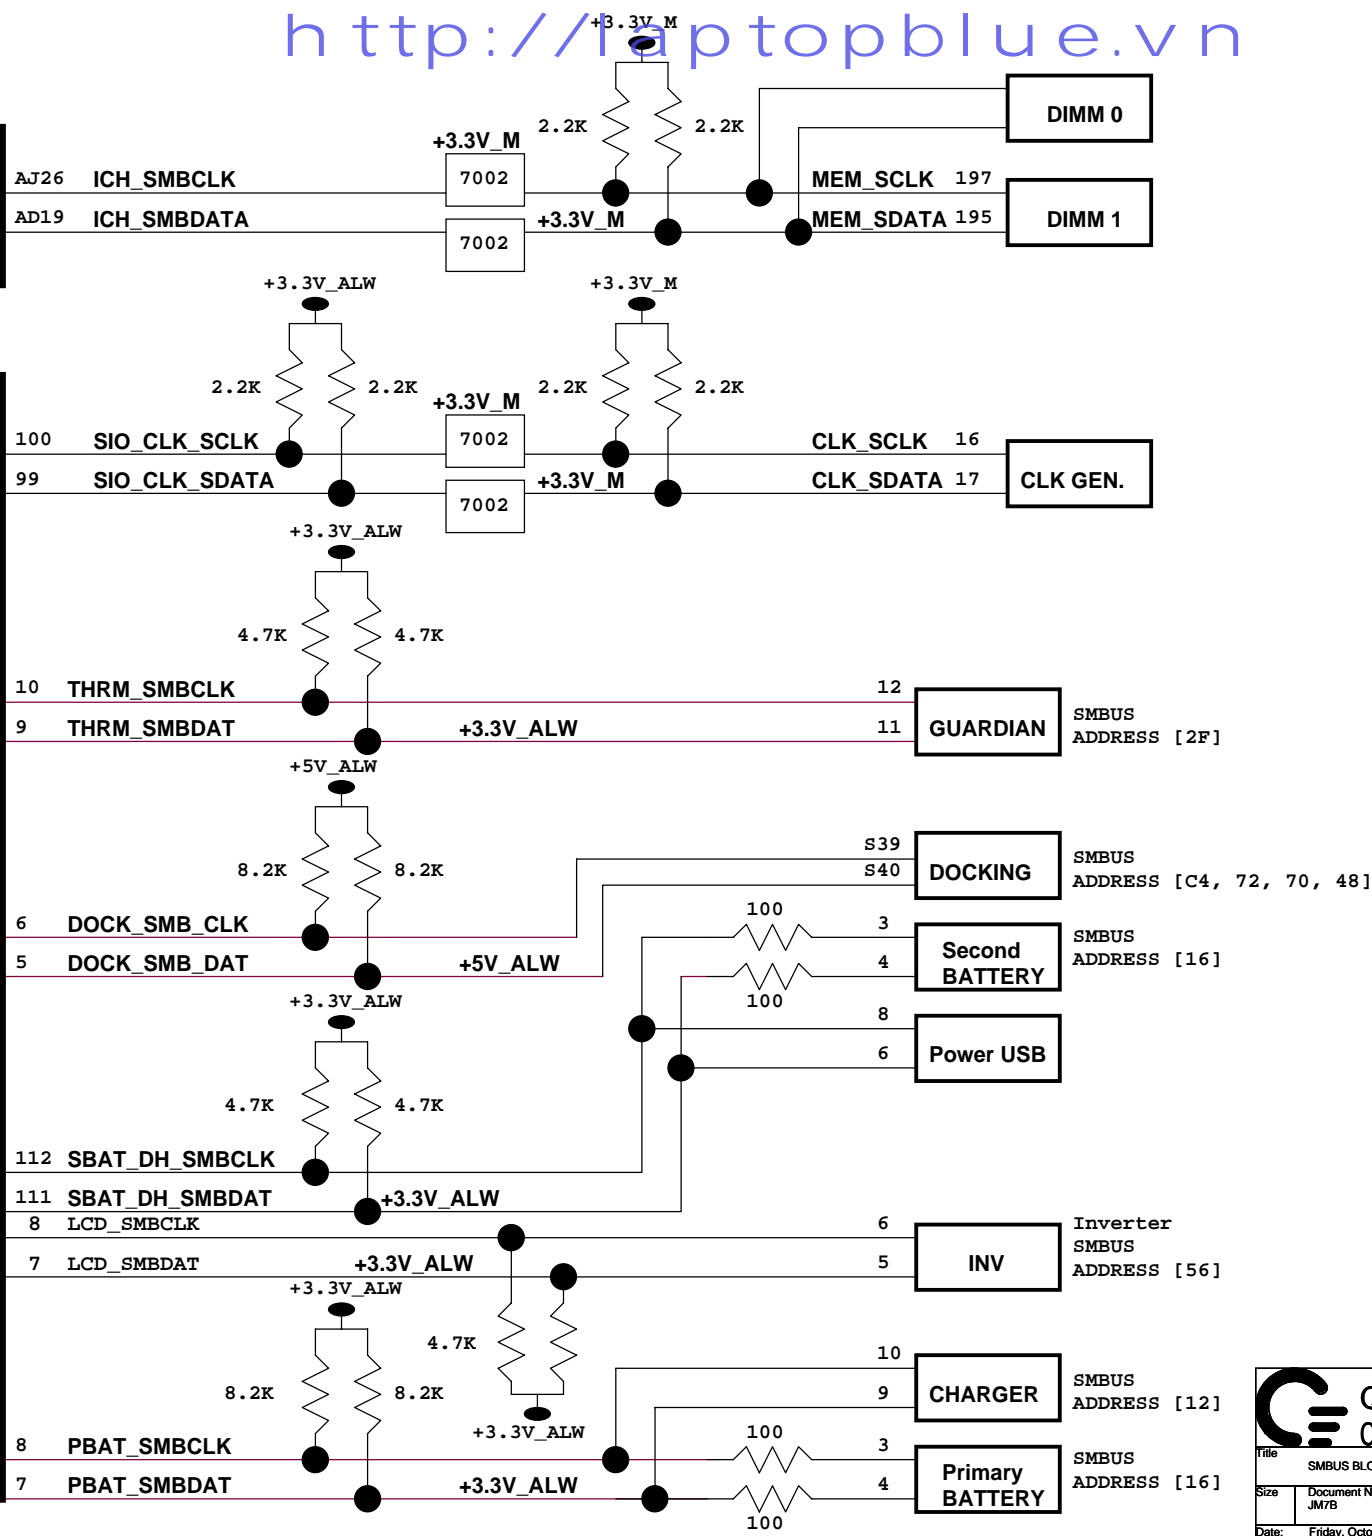 http://laptopblue.vn
+3.3V_M
DIMM 0
2.2K
2.2K
+3.3V_M
AJ26 ICH_SMBCLK
7002
MEM_SCLK 197
AD19 ICH_SMBDATA
+3.3V_M
MEM_SDATA 195
DIMM 1
7002
+3.3V_ALW
+3.3V_M
2.2K
2.2K
2.2K
2.2K
+3.3V_M
100 SIO_CLK_SCLK
7002
CLK_SCLK 16
99 SIO_CLK_SDATA
+3.3V_M
CLK_SDATA 17
CLK GEN.
7002
+3.3V_ALW
4.7K
4.7K
10 THRM_SMBCLK
12
9 THRM_SMBDAT
+3.3V_ALW
11
GUARDIAN
SMBUS
ADDRESS [2F]
+5V_ALW
8.2K
8.2K
S39
S40
DOCKING
SMBUS
ADDRESS [C4, 72, 70, 48]
6 DOCK_SMB_CLK
5 DOCK_SMB_DAT
+5V_ALW
100
100
3
4
Second
BATTERY
SMBUS
ADDRESS [16]
+3.3V_ALW
8
6
Power USB
4.7K
4.7K
112 SBAT_DH_SMBCLK
111 SBAT_DH_SMBDAT
+3.3V_ALW
8 LCD_SMBCLK
6
7 LCD_SMBDAT
+3.3V_ALW
5
INV
Inverter
SMBUS
ADDRESS [56]
+3.3V_ALW
4.7K
8.2K
8.2K
+3.3V_ALW
10
9
CHARGER
SMBUS
ADDRESS [12]
8 PBAT_SMBCLK
7 PBAT_SMBDAT
+3.3V_ALW
100
100
3
4
Primary
BATTERY
SMBUS
ADDRESS [16]
Title
SMBUS
Size
Document
JM7B
Date:
Friday,